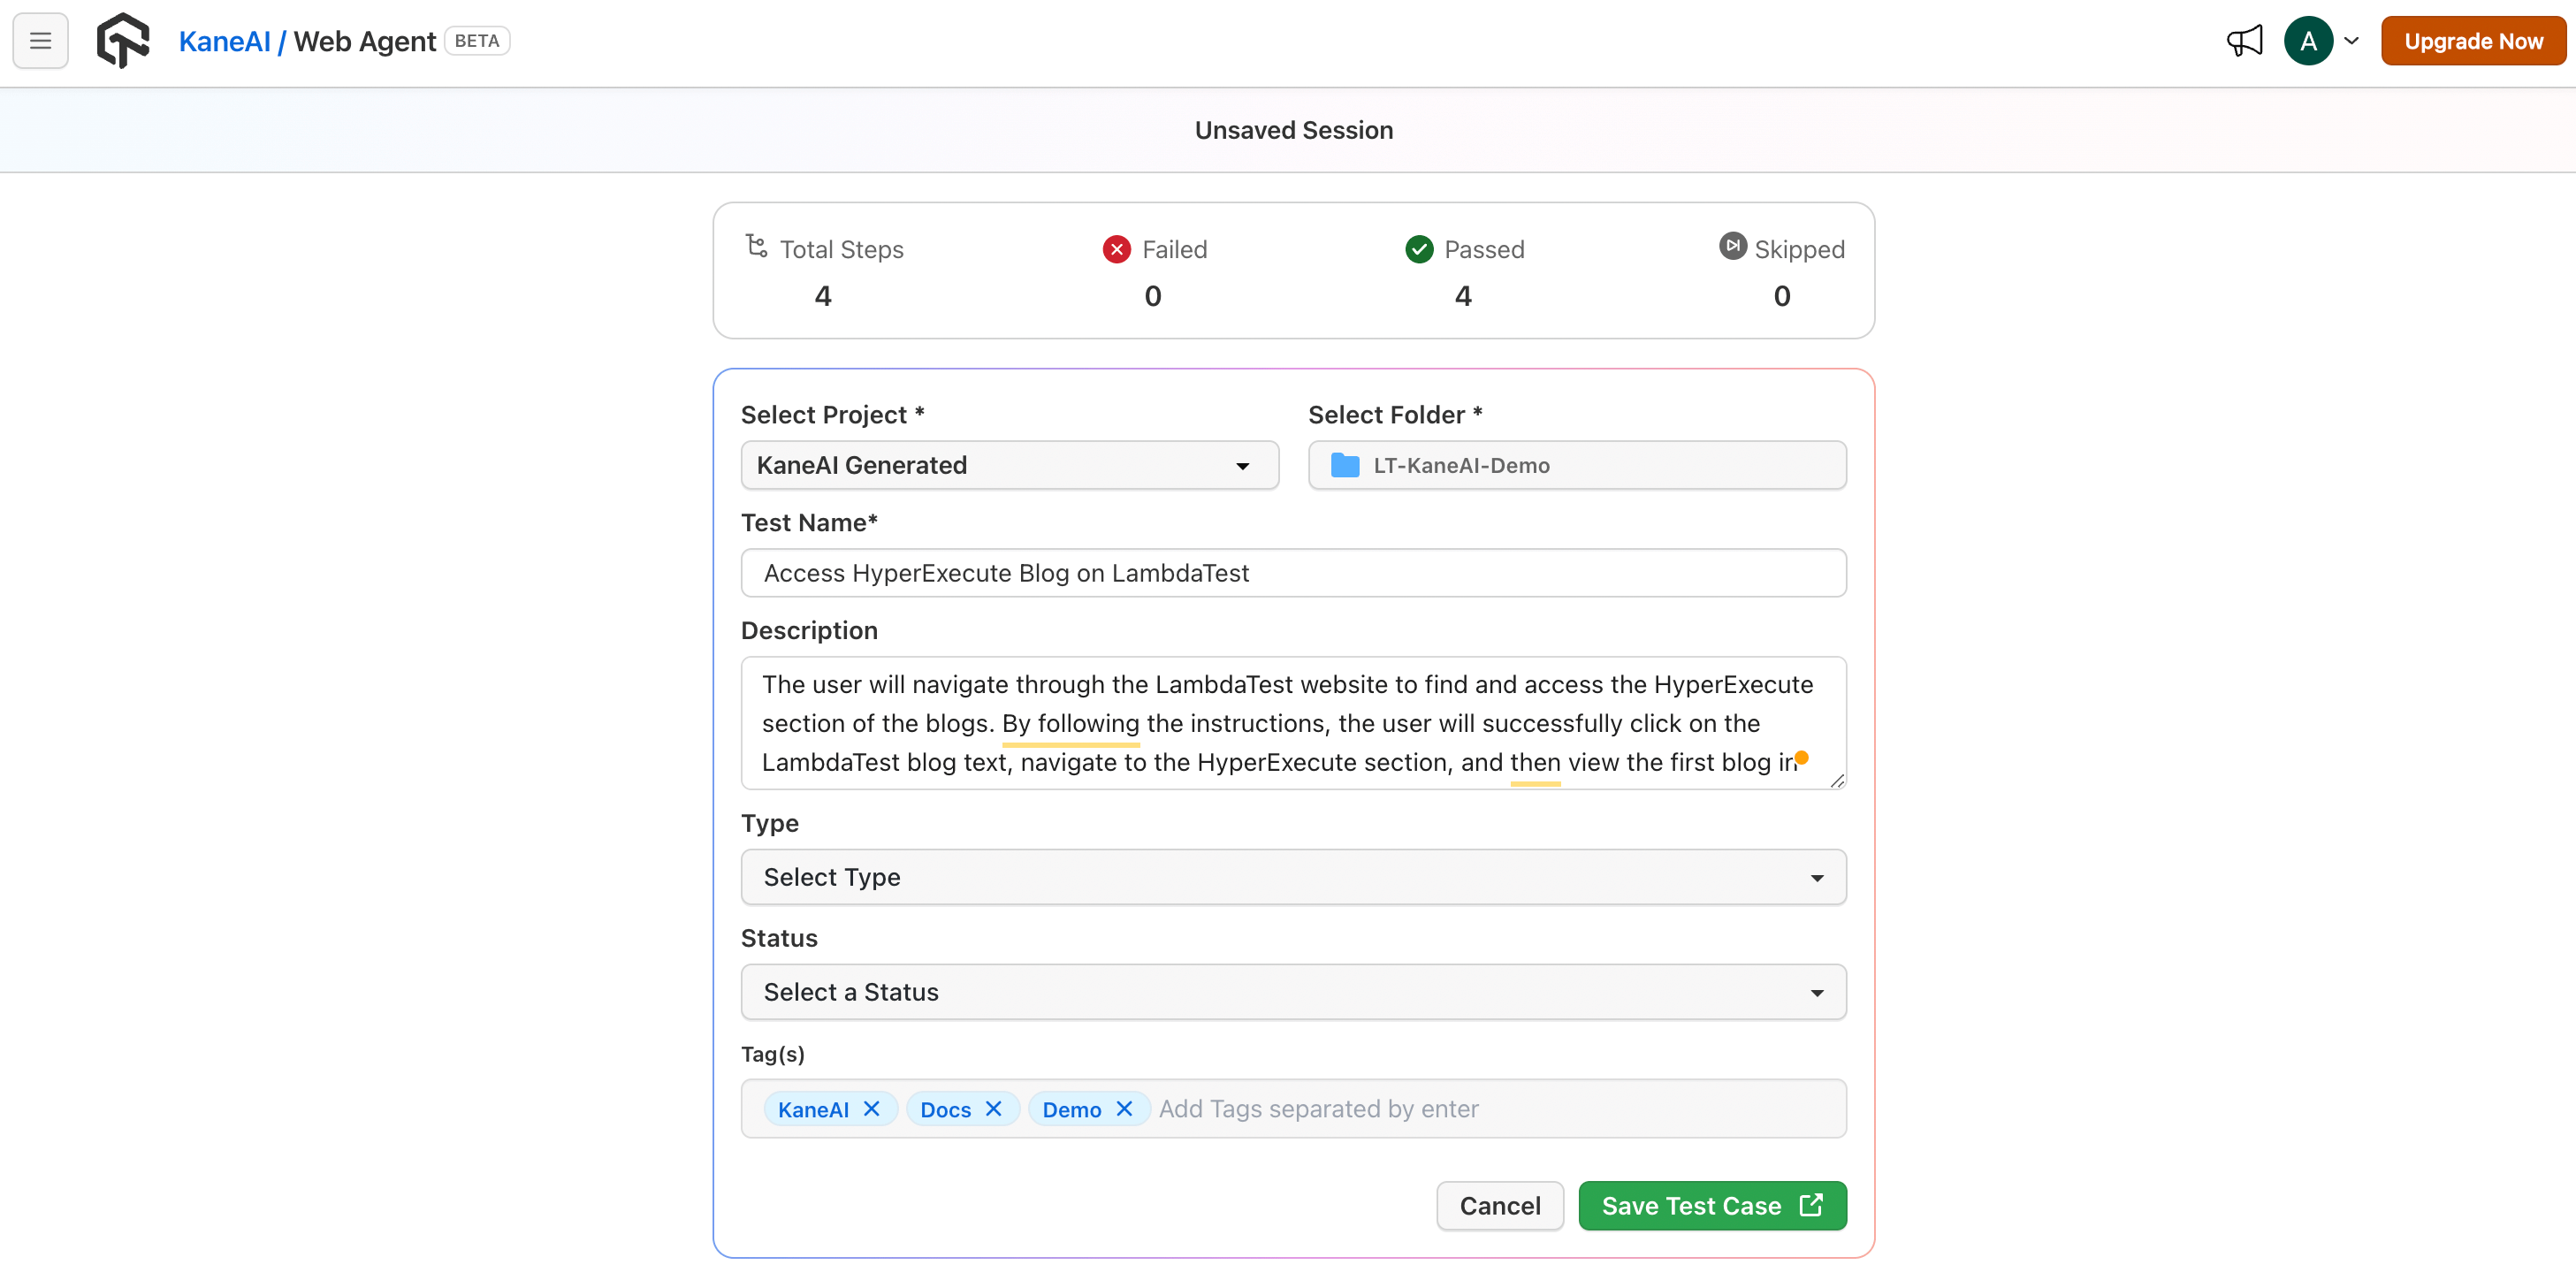 KaneAI / Web Agent BETA
A
Upgrade Now
Unsaved Session
Total Steps
4
Failed
0
Passed
4
Skipped
0
Select Project *
KaneAI Generated
Select Folder *
LT-KaneAI-Demo
Test Name*
Access HyperExecute Blog on LambdaTest
Description
The user will navigate through the LambdaTest website to find and access the HyperExecute
section of the blogs. By following the instructions, the user will successfully click on the
LambdaTest blog text, navigate to the HyperExecute section, and then view the first blog in
Type
Select Type
Status
Select a Status
Tag(s)
KaneAI Docs Demo Add Tags separated by enter
Cancel
Save Test Case